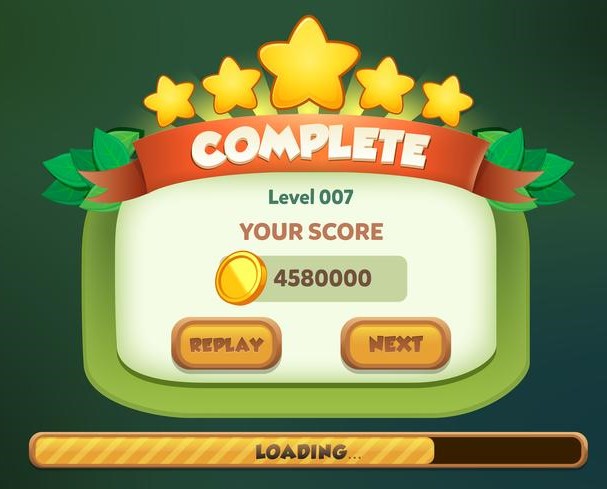 COMPLETE
Level 007
YOUR SCORE
4580000
REPLAY NEXT
LOADING...